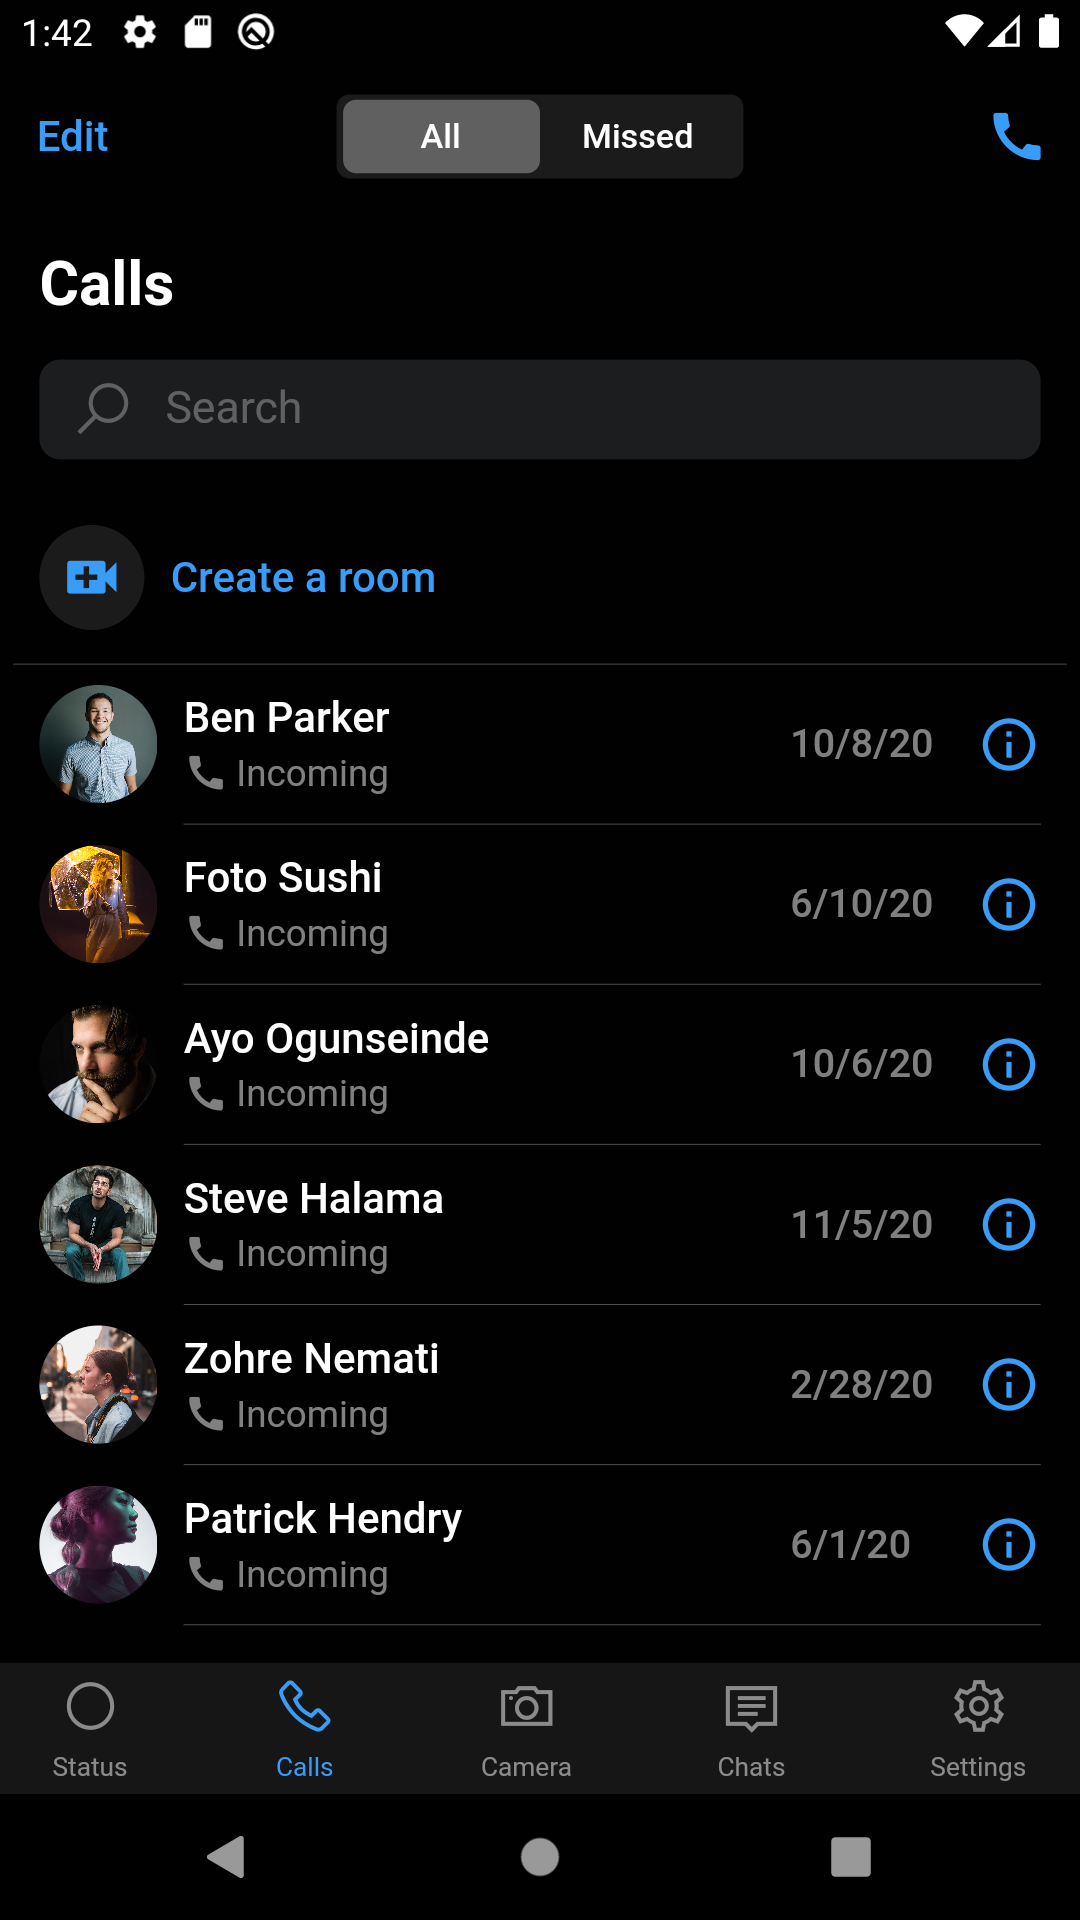 1:42
Edit
All
Missed
Calls
Search
Create a room
Ben Parker
Incoming
10/8/20
Foto Sushi
Incoming
6/10/20
Ayo Ogunseinde
Incoming
10/6/20
Steve Halama
Incoming
11/5/20
Zohre Nemati
Incoming
2/28/20
Patrick Hendry
Incoming
6/1/20
Status
Calls
Camera
Chats
Settings